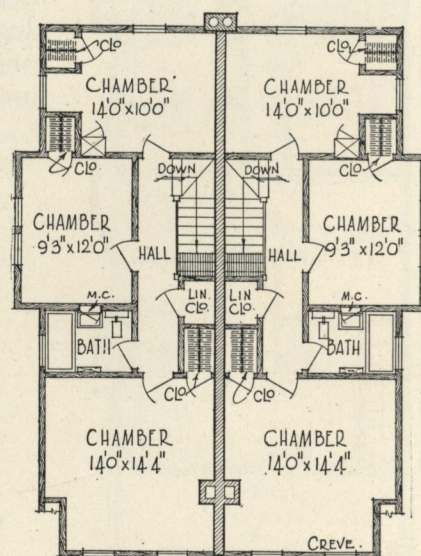 CLO
CLO
CHAMBER
14'0"x10'0"
CHAMBER
14'0"x10'0"
CLO
DOWN
DOWN
CLO
CHAMBER
9'3"x12'0"
HALL
HALL
CHAMBER
9'3"x12'0"
M.C.
LIN.
CLO
LIN
CLO
M.C.
BATH
BATH
CLO
CLO
CHAMBER
14'0"x14'4"
CHAMBER
14'0"x14'4"
CREVE.